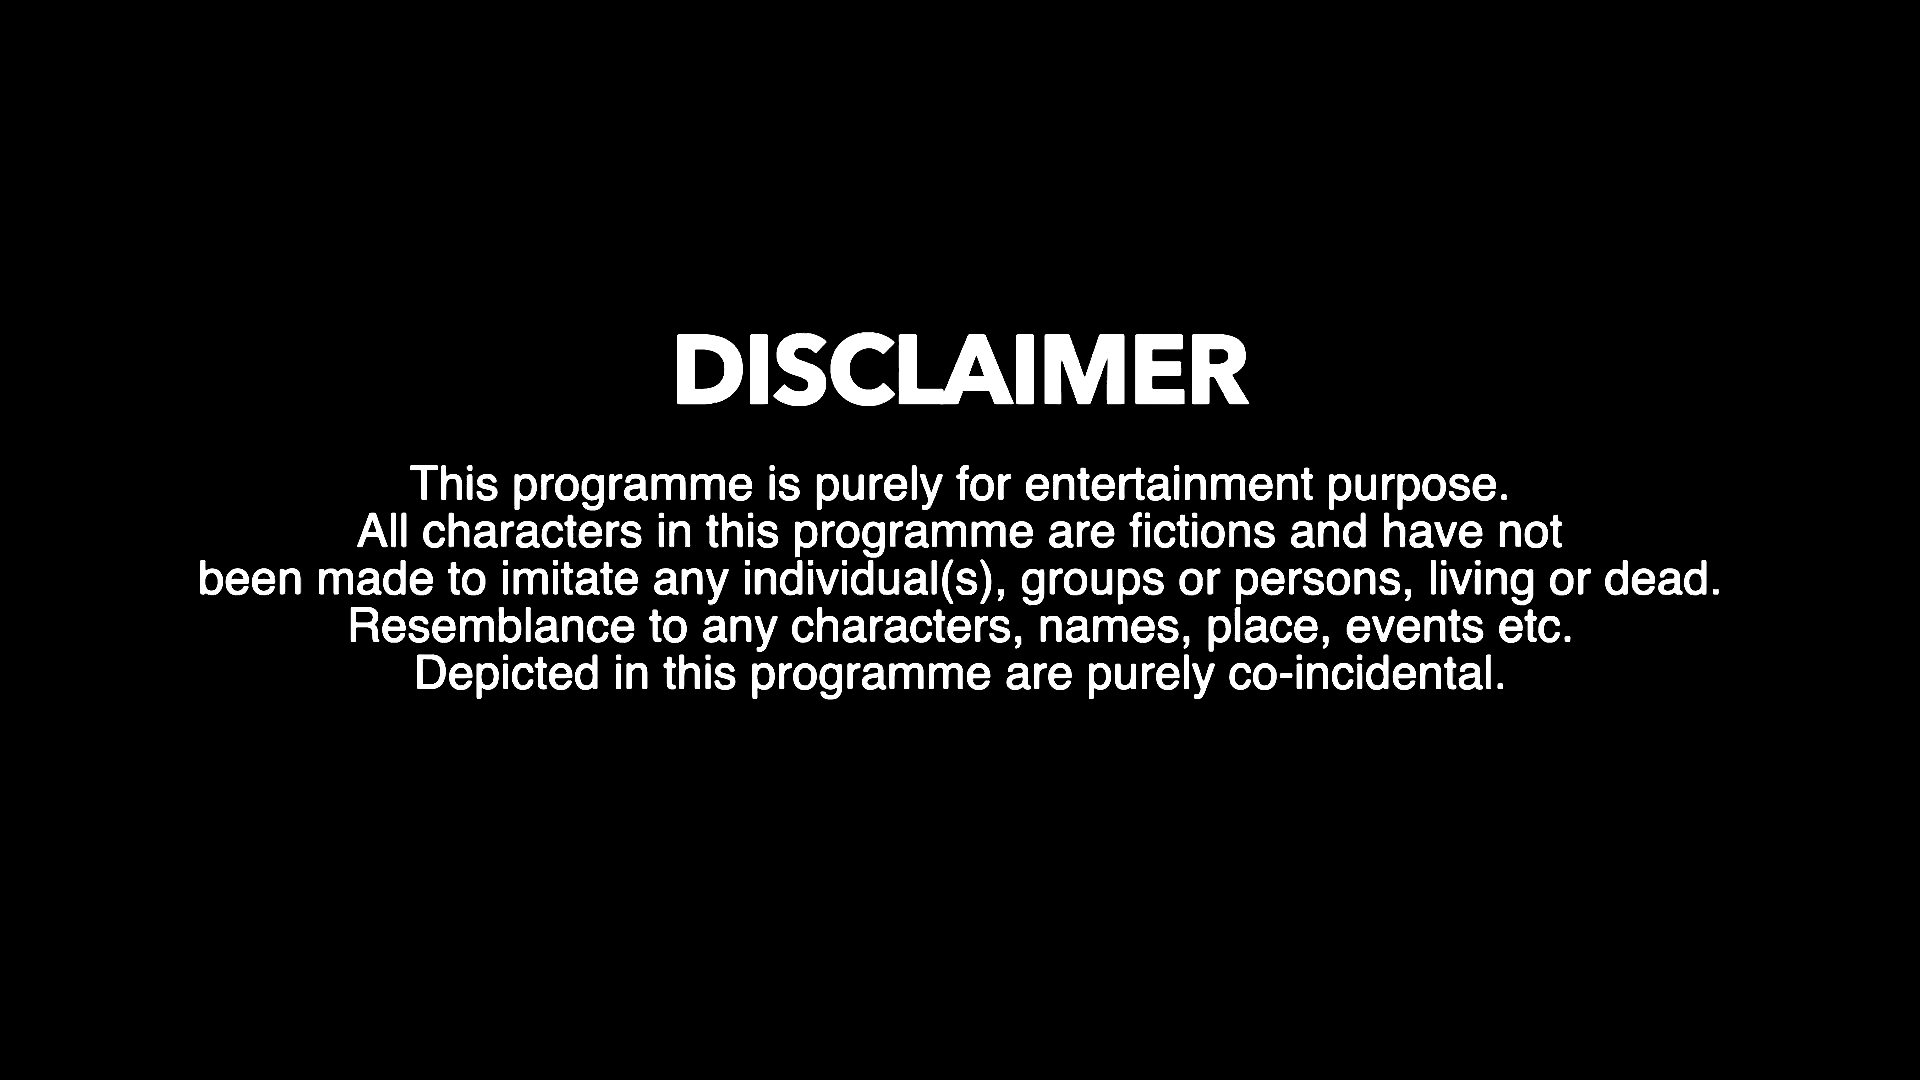 DISCLAIMER
This programme is purely for entertainment purpose.
All characters in this programme are fictions and have not
been made to imitate any individual(s), groups or persons, living or dead.
Resemblance to any characters, names, place, events etc.
Depicted in this programme are purely co-incidental.